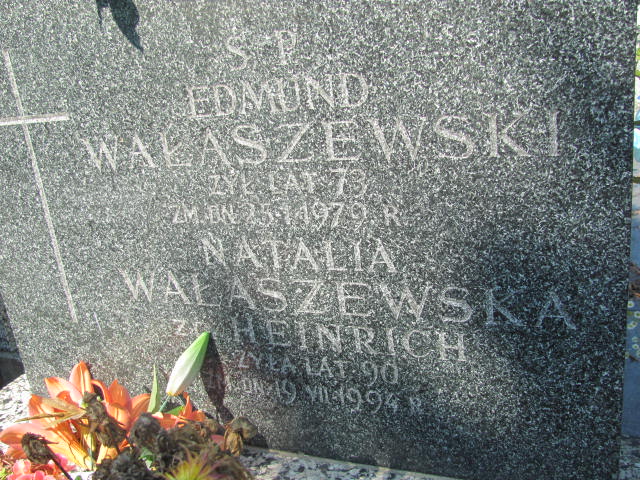 Ś. P.
EDMUND
WAŁASZEWSKI
ŻYŁ LAT 73
ZM. DN. 25.I.1979 R.
NATALIA
WAŁASZEWSKA
Z D. HEINRICH
ŻYŁA LAT 90
ZM. DN. 19.VII.1994 R.